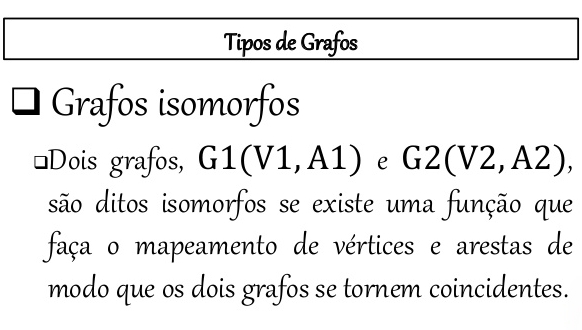 Tipos de Grafos
❑ Grafos isomorfos
❑Dois grafos, G1(V1, A1) e G2(V2, A2),
são ditos isomorfos se existe uma função que
faça o mapeamento de vértices e arestas de
modo que os dois grafos se tornem coincidentes.